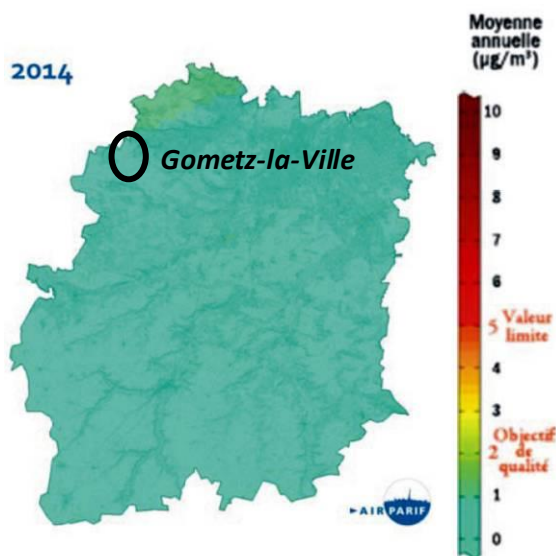 Moyenne
annuelle
(µg/m³)
2014
Gometz-la-Ville
10
9
8
7
6
5 Valeur
limite
4
3
Objectif
2 de
qualité
1
0
AIRPARIF